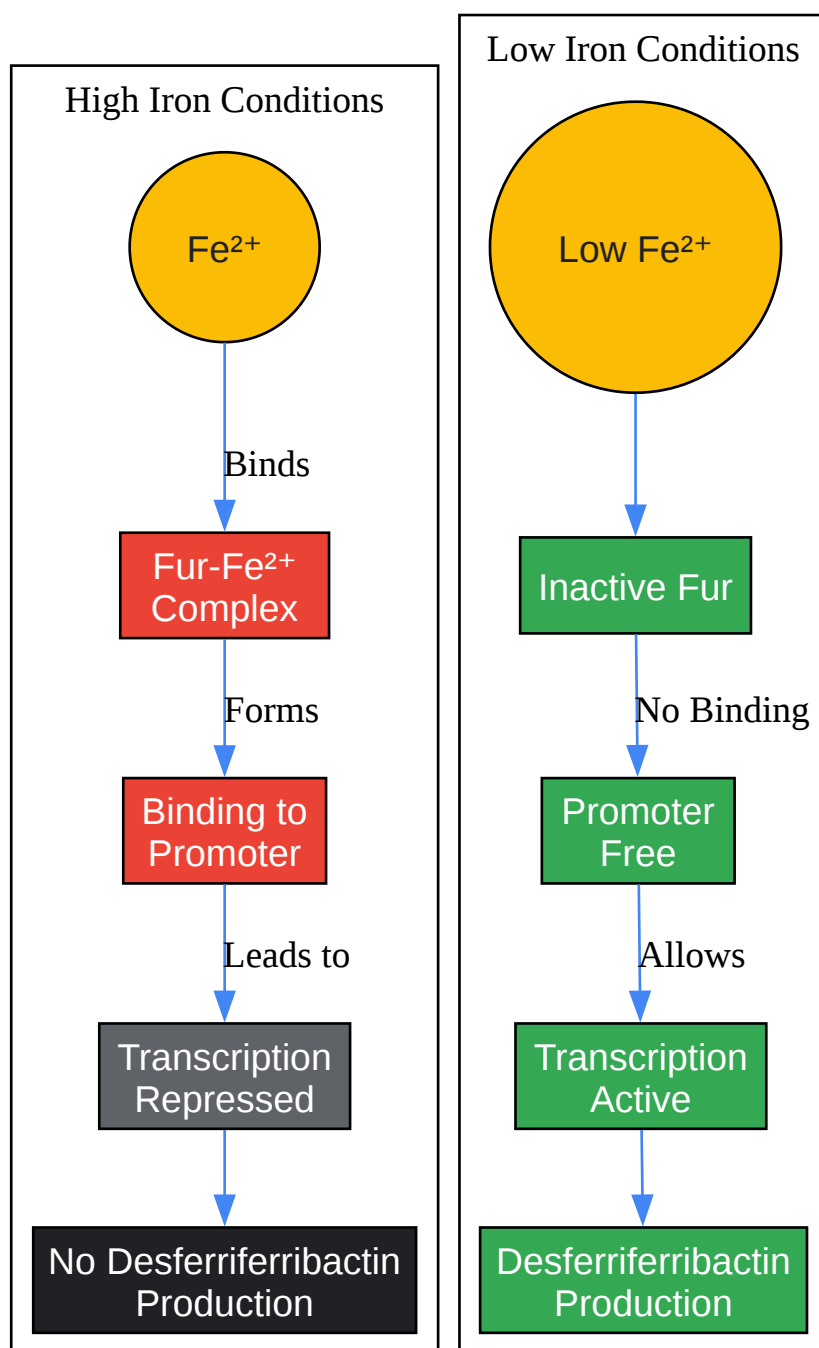 High Iron Conditions
Fe²⁺
Binds
Fur-Fe²⁺
Complex
Forms
Binding to
Promoter
Leads to
Transcription
Repressed
No Desferriferribactin
Production
Low Iron Conditions
Low Fe²⁺
Inactive Fur
No Binding
Promoter
Free
Allows
Transcription
Active
Desferriferribactin
Production